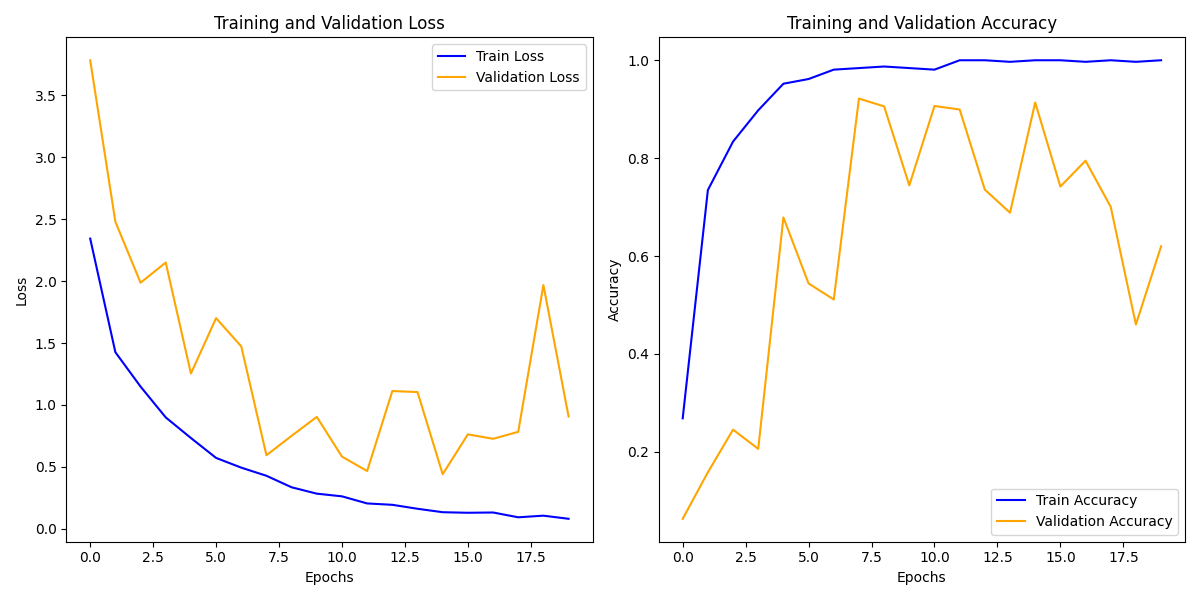 Training and Validation Loss
Train Loss
Validation Loss
3.5
3.0
2.5
2.0
1.5
1.0
0.5
0.0
Loss
0.0 2.5 5.0 7.5 10.0 12.5 15.0 17.5
Epochs
Training and Validation Accuracy
1.0
0.8
0.6
0.4
0.2
Accuracy
Train Accuracy
Validation Accuracy
0.0 2.5 5.0 7.5 10.0 12.5 15.0 17.5
Epochs